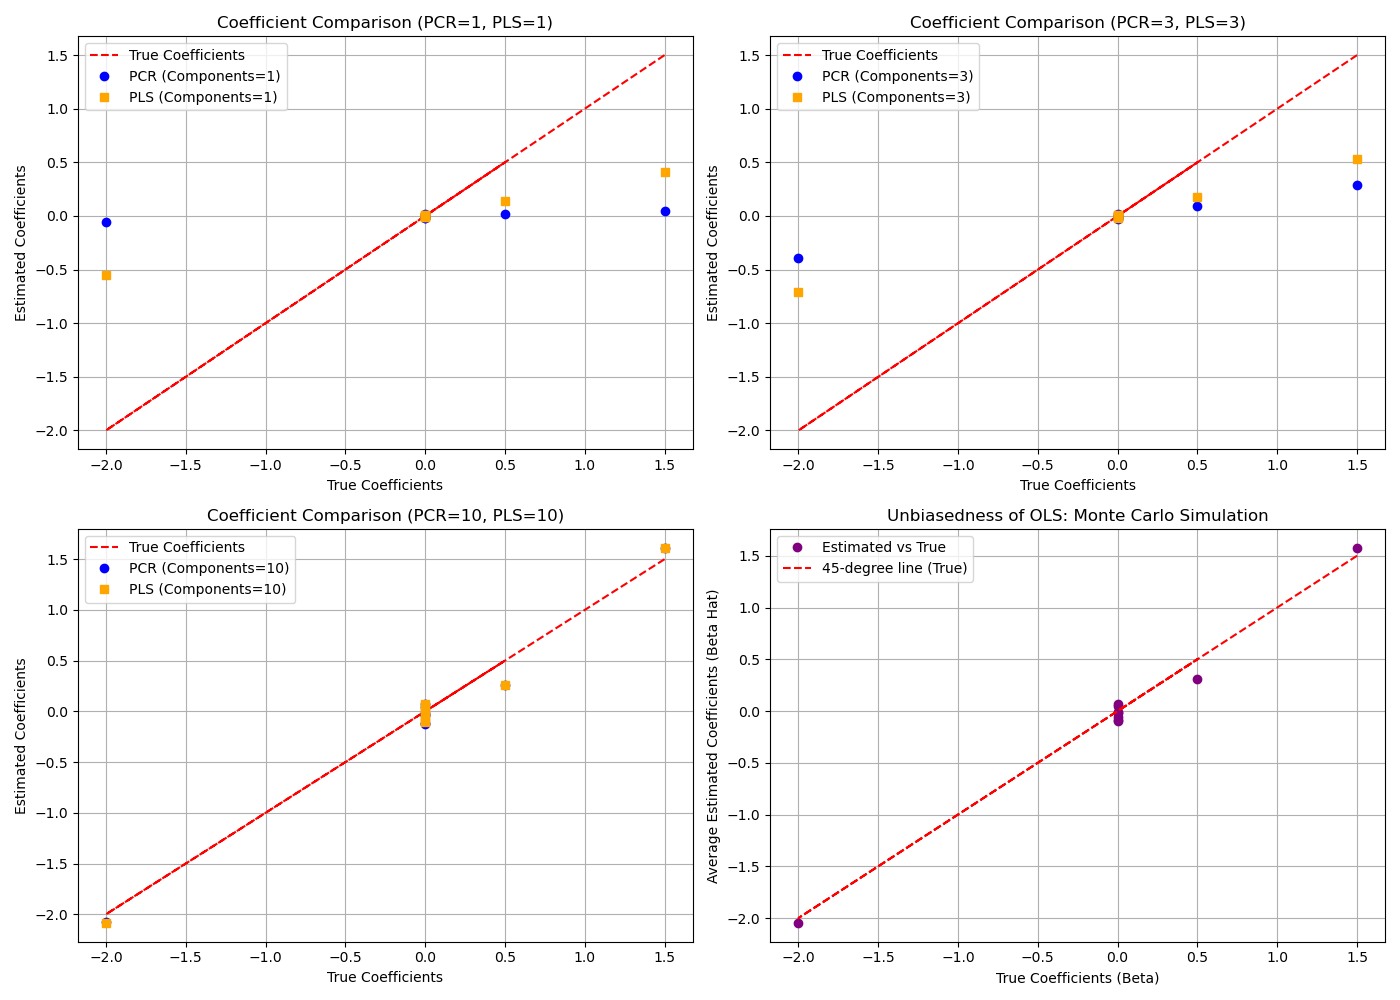 Coefficient Comparison (PCR=1, PLS=1)
True Coefficients
PCR (Components=1)
PLS (Components=1)
1.5
1.0
0.5
0.0
−0.5
−1.0
−1.5
−2.0
Estimated Coefficients
−2.0 −1.5 −1.0 −0.5 0.0 0.5 1.0 1.5
True Coefficients
Coefficient Comparison (PCR=3, PLS=3)
True Coefficients
PCR (Components=3)
PLS (Components=3)
1.5
1.0
0.5
0.0
−0.5
−1.0
−1.5
−2.0
Estimated Coefficients
−2.0 −1.5 −1.0 −0.5 0.0 0.5 1.0 1.5
True Coefficients
Coefficient Comparison (PCR=10, PLS=10)
True Coefficients
PCR (Components=10)
PLS (Components=10)
1.5
1.0
0.5
0.0
−0.5
−1.0
−1.5
−2.0
Estimated Coefficients
−2.0 −1.5 −1.0 −0.5 0.0 0.5 1.0 1.5
True Coefficients
Unbiasedness of OLS: Monte Carlo Simulation
Estimated vs True
45-degree line (True)
1.5
1.0
0.5
0.0
−0.5
−1.0
−1.5
−2.0
Average Estimated Coefficients (Beta Hat)
−2.0 −1.5 −1.0 −0.5 0.0 0.5 1.0 1.5
True Coefficients (Beta)